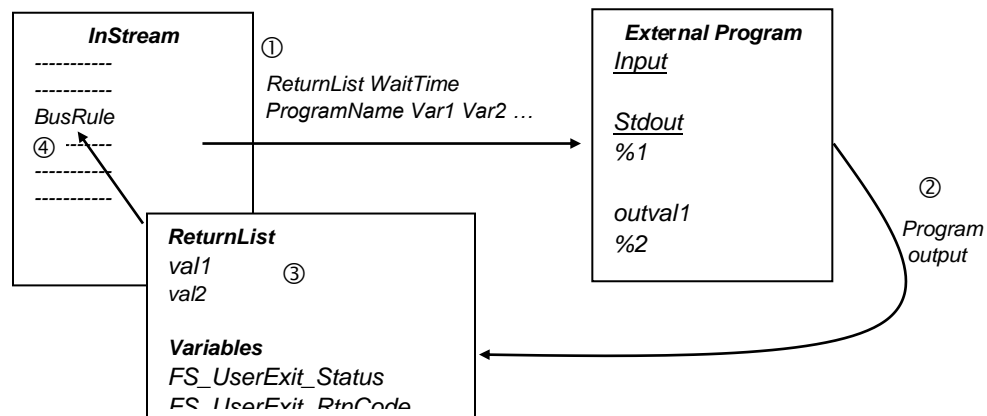 InStream
------------
------------
BusRule
④ -------
------------
------------
①
ReturnList WaitTime
ProgramName Var1 Var2 …
External Program
Input
Stdout
%1
outval1
%2
②
Program
output
ReturnList
val1
③
val2
Variables
FS_UserExit_Status
FS_UserExit_RtnCode